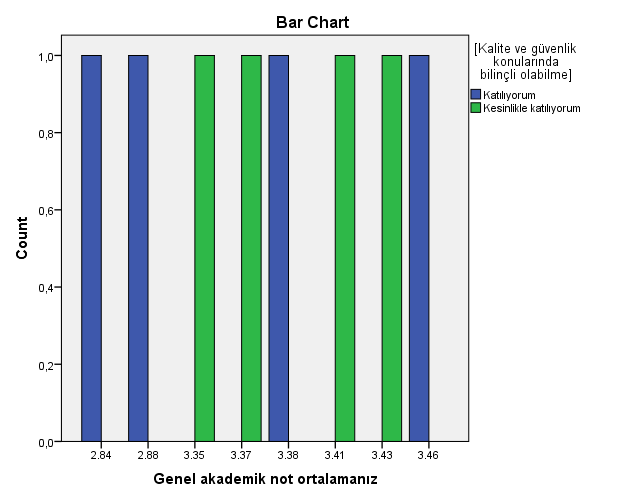 Bar Chart
[Kalite ve güvenlik
konularında
bilinçli olabilme]
Katılıyorum
Kesinlikle katılıyorum
Count
1,0
0,8
0,6
0,4
0,2
0,0
2.84 2.88 3.35 3.37 3.38 3.41 3.43 3.46
Genel akademik not ortalamanız